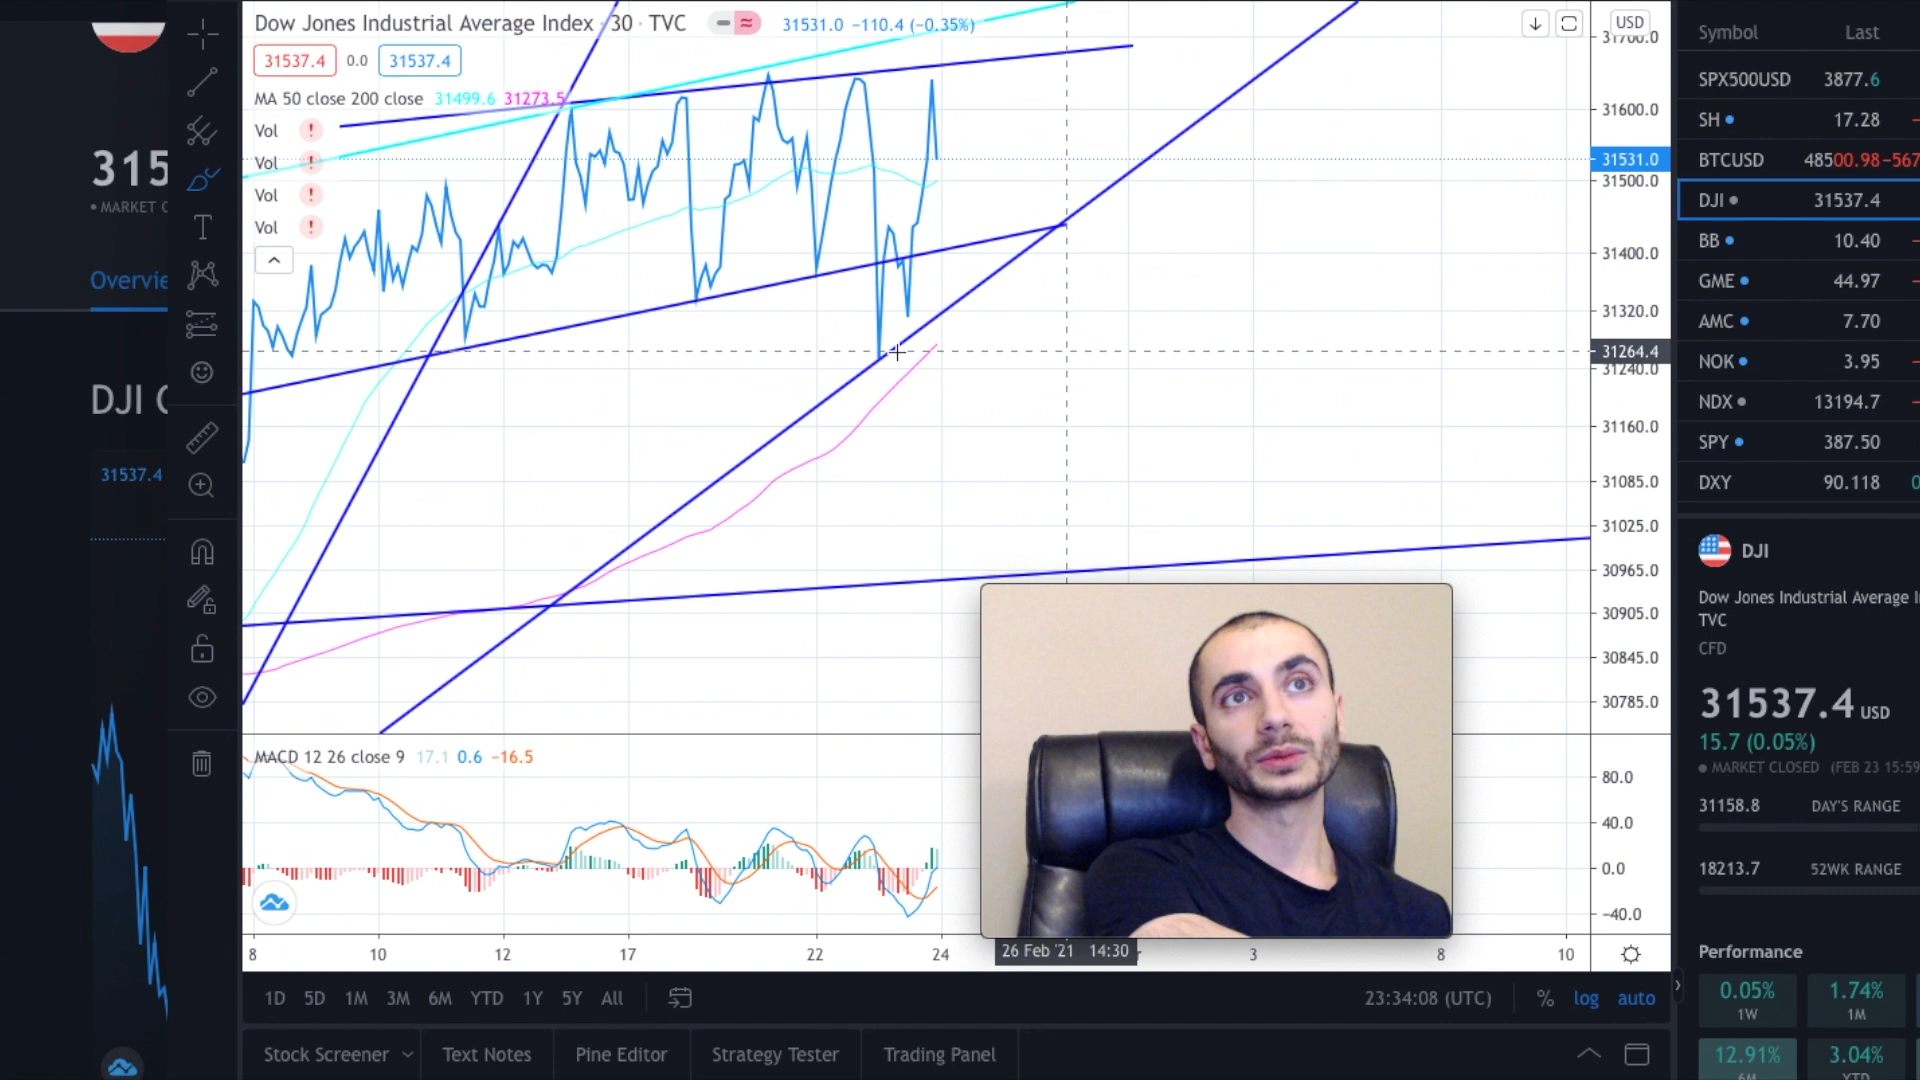 Dow Jones Industrial Average Index · 30 · TVC
31531.0 −110.4 (−0.35%)
31537.4 0.0 31537.4
MA 50 close 200 close 31499.6 31273.5
Vol !
Vol !
Vol !
Vol !
315
Overvie
DJI
31537.4
USD
31700.0
31600.0
31531.0
31500.0
31400.0
31320.0
31264.4
31240.0
31160.0
31085.0
31025.0
30965.0
30905.0
30845.0
30785.0
MACD 12 26 close 9 17.1 0.6 −16.5
80.0
40.0
0.0
−40.0
8 10 12 17 22 24 26 Feb '21 14:30 3 8 10
1D 5D 1M 3M 6M YTD 1Y 5Y All
23:34:08 (UTC) % log auto
Stock Screener Text Notes Pine Editor Strategy Tester Trading Panel
Symbol Last
SPX500USD 3877.6
SH 17.28
BTCUSD 48500.98 −567
DJI 31537.4
BB 10.40
GME 44.97
AMC 7.70
NOK 3.95
NDX 13194.7
SPY 387.50
DXY 90.118 0
DJI
Dow Jones Industrial Average I
TVC
CFD
31537.4 USD
15.7 (0.05%)
MARKET CLOSED (FEB 23 15:59
31158.8 DAY'S RANGE
18213.7 52WK RANGE
Performance
0.05% 1.74%
1W 1M
12.91% 3.04%
6M YTD